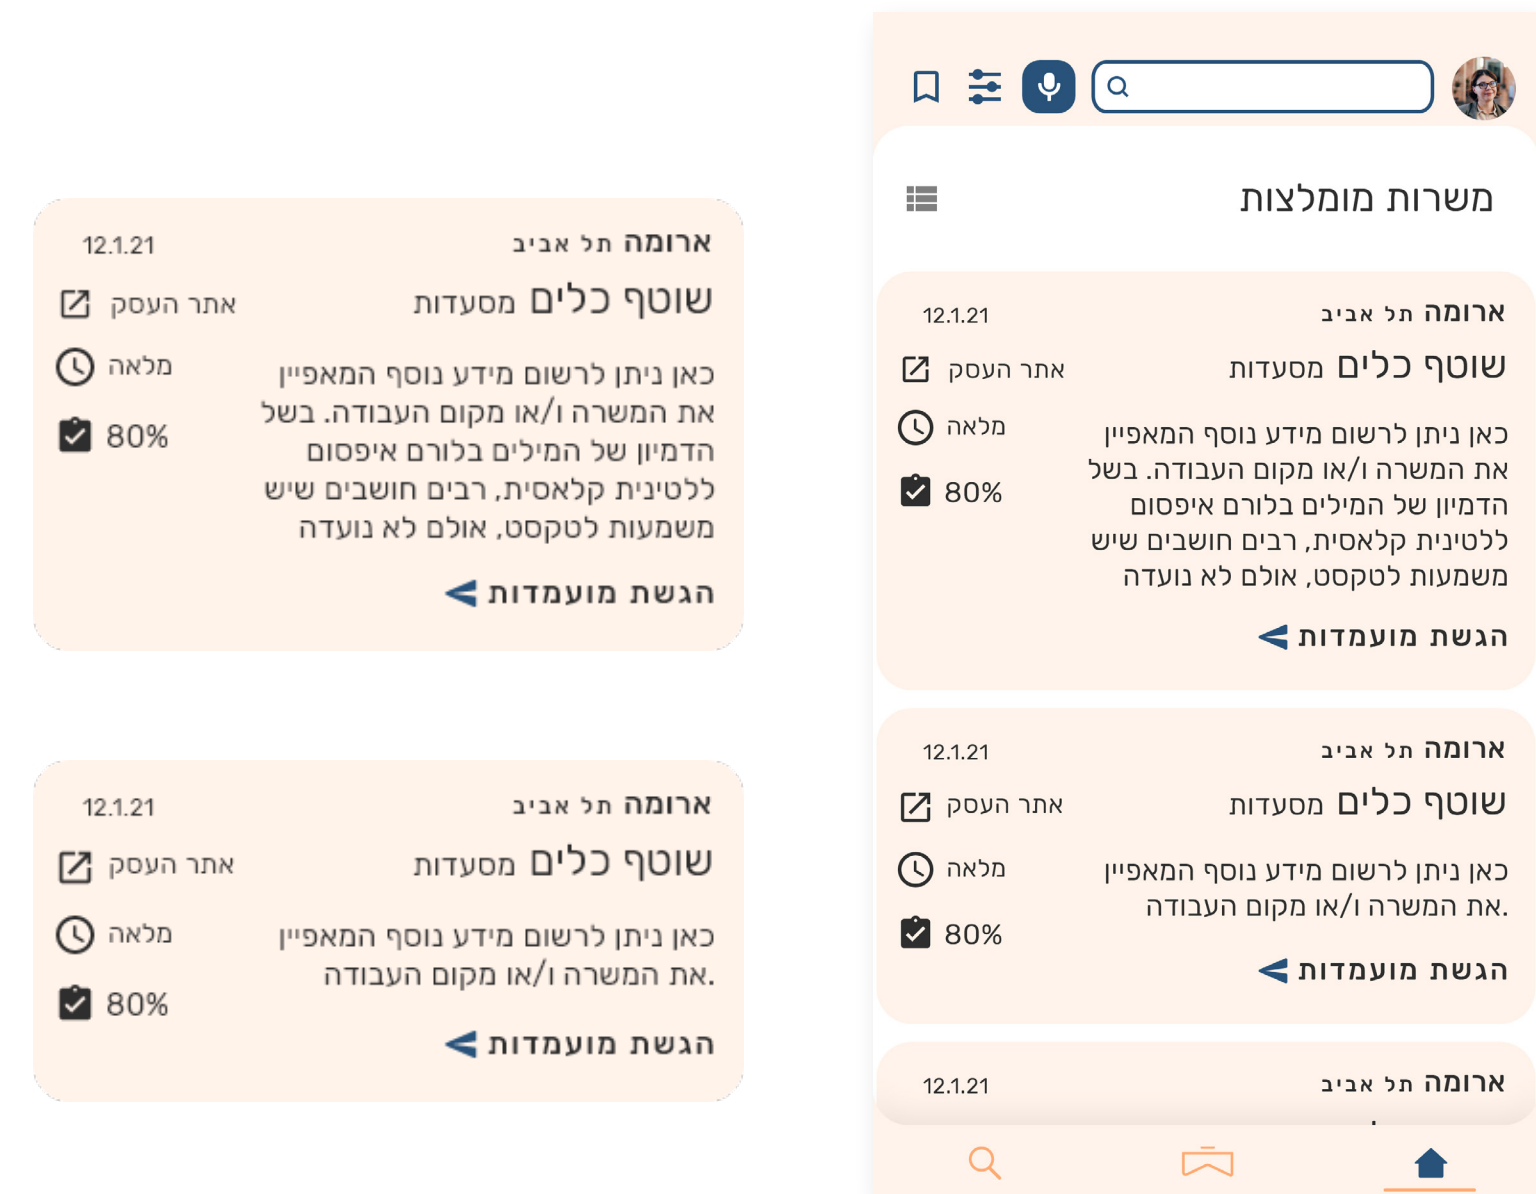 ארומה תל אביב
12.1.21
שוטף כלים מסעדות
אתר העסק
מלאה
80%
כאן ניתן לרשום מידע נוסף המאפיין
את המשרה ו/או מקום העבודה. בשל
הדמיון של המילים בלורם איפסום
ללטינית קלאסית, רבים חושבים שיש
משמעות לטקסט, אולם לא נועדה
הגשת מועמדות
ארומה תל אביב
12.1.21
שוטף כלים מסעדות
אתר העסק
מלאה
80%
כאן ניתן לרשום מידע נוסף המאפיין
את המשרה ו/או מקום העבודה.
הגשת מועמדות
משרות מומלצות
ארומה תל אביב
12.1.21
שוטף כלים מסעדות
אתר העסק
מלאה
80%
כאן ניתן לרשום מידע נוסף המאפיין
את המשרה ו/או מקום העבודה. בשל
הדמיון של המילים בלורם איפסום
ללטינית קלאסית, רבים חושבים שיש
משמעות לטקסט, אולם לא נועדה
הגשת מועמדות
ארומה תל אביב
12.1.21
שוטף כלים מסעדות
אתר העסק
מלאה
80%
כאן ניתן לרשום מידע נוסף המאפיין
את המשרה ו/או מקום העבודה.
הגשת מועמדות
ארומה תל אביב
12.1.21